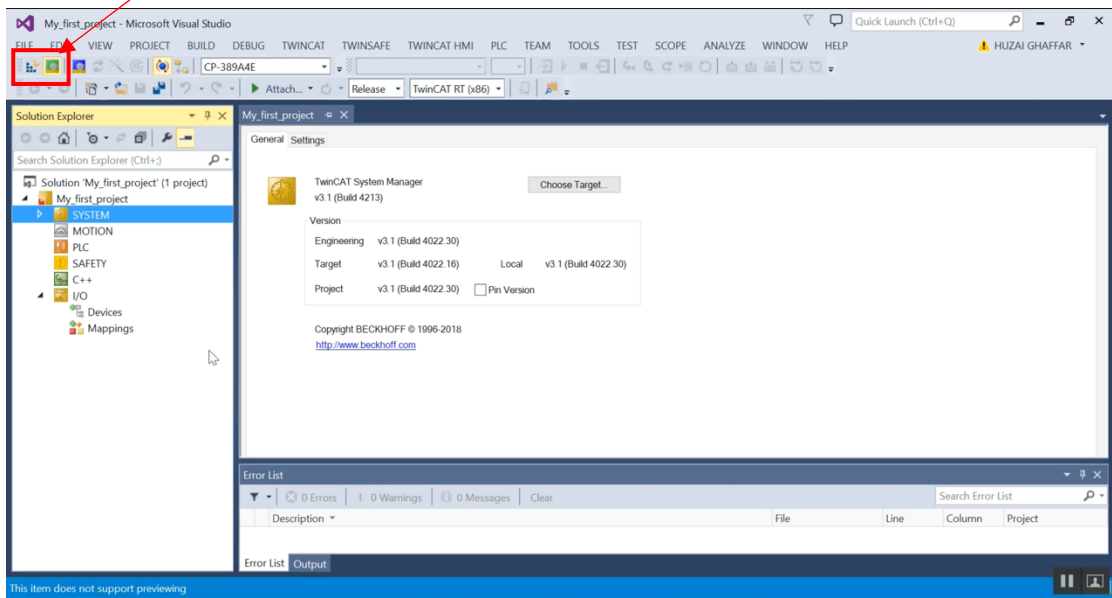 My_first_project - Microsoft Visual Studio
Quick Launch (Ctrl+Q)
FILE EDIT VIEW PROJECT BUILD DEBUG TWINCAT TWINSAFE TWINCAT HMI PLC TEAM TOOLS TEST SCOPE ANALYZE WINDOW HELP
HUZAI GHAFFAR
CP-389A4E
Attach... Release TwinCAT RT (x86)
Solution Explorer
Search Solution Explorer (Ctrl+;)
Solution 'My_first_project' (1 project)
My_first_project
SYSTEM
MOTION
PLC
SAFETY
C++
I/O
Devices
Mappings
My_first_project
General Settings
TwinCAT System Manager
v3.1 (Build 4213)
Choose Target...
Version
Engineering v3.1 (Build 4022.30)
Target v3.1 (Build 4022.16) Local v3.1 (Build 4022.30)
Project v3.1 (Build 4022.30) Pin Version
Copyright BECKHOFF © 1996-2018
http://www.beckhoff.com
Error List
0 Errors 0 Warnings 0 Messages Clear
Search Error List
Description File Line Column Project
Error List Output
This item does not support previewing